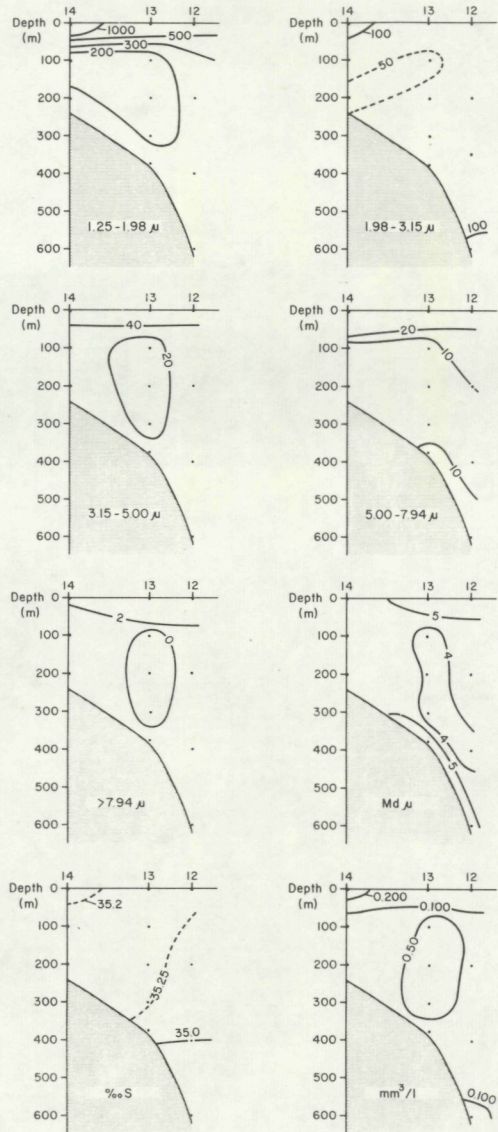 Depth 0 14 13 12
(m) 1000 500
300
100 200
200
300
400
500 1.25-1.98 μ
600
Depth 0 14 13 12
(m) 100
100 50
200
300
400
500 1.98-3.15 μ
600 100
Depth 0 14 13 12
(m) 40
100 20
200
300
400
500 3.15-5.00 μ
600
Depth 0 14 13 12
(m) 20
100 10
200
300
400 10
500 5.00-7.94 μ
600
Depth 0 14 13 12
(m) 2
100 0
200
300
400
500 >7.94 μ
600
Depth 0 14 13 12
(m) 5
100
200 4
300
400 4 5
500 Md μ
600
Depth 0 14 13 12
(m) 35.2
100
200 35.25
300
400 35.0
500 ‰S
600
Depth 0 14 13 12
(m) 0.200 0.100
100
200 0.50
300
400
500 mm³/l
600 0.100